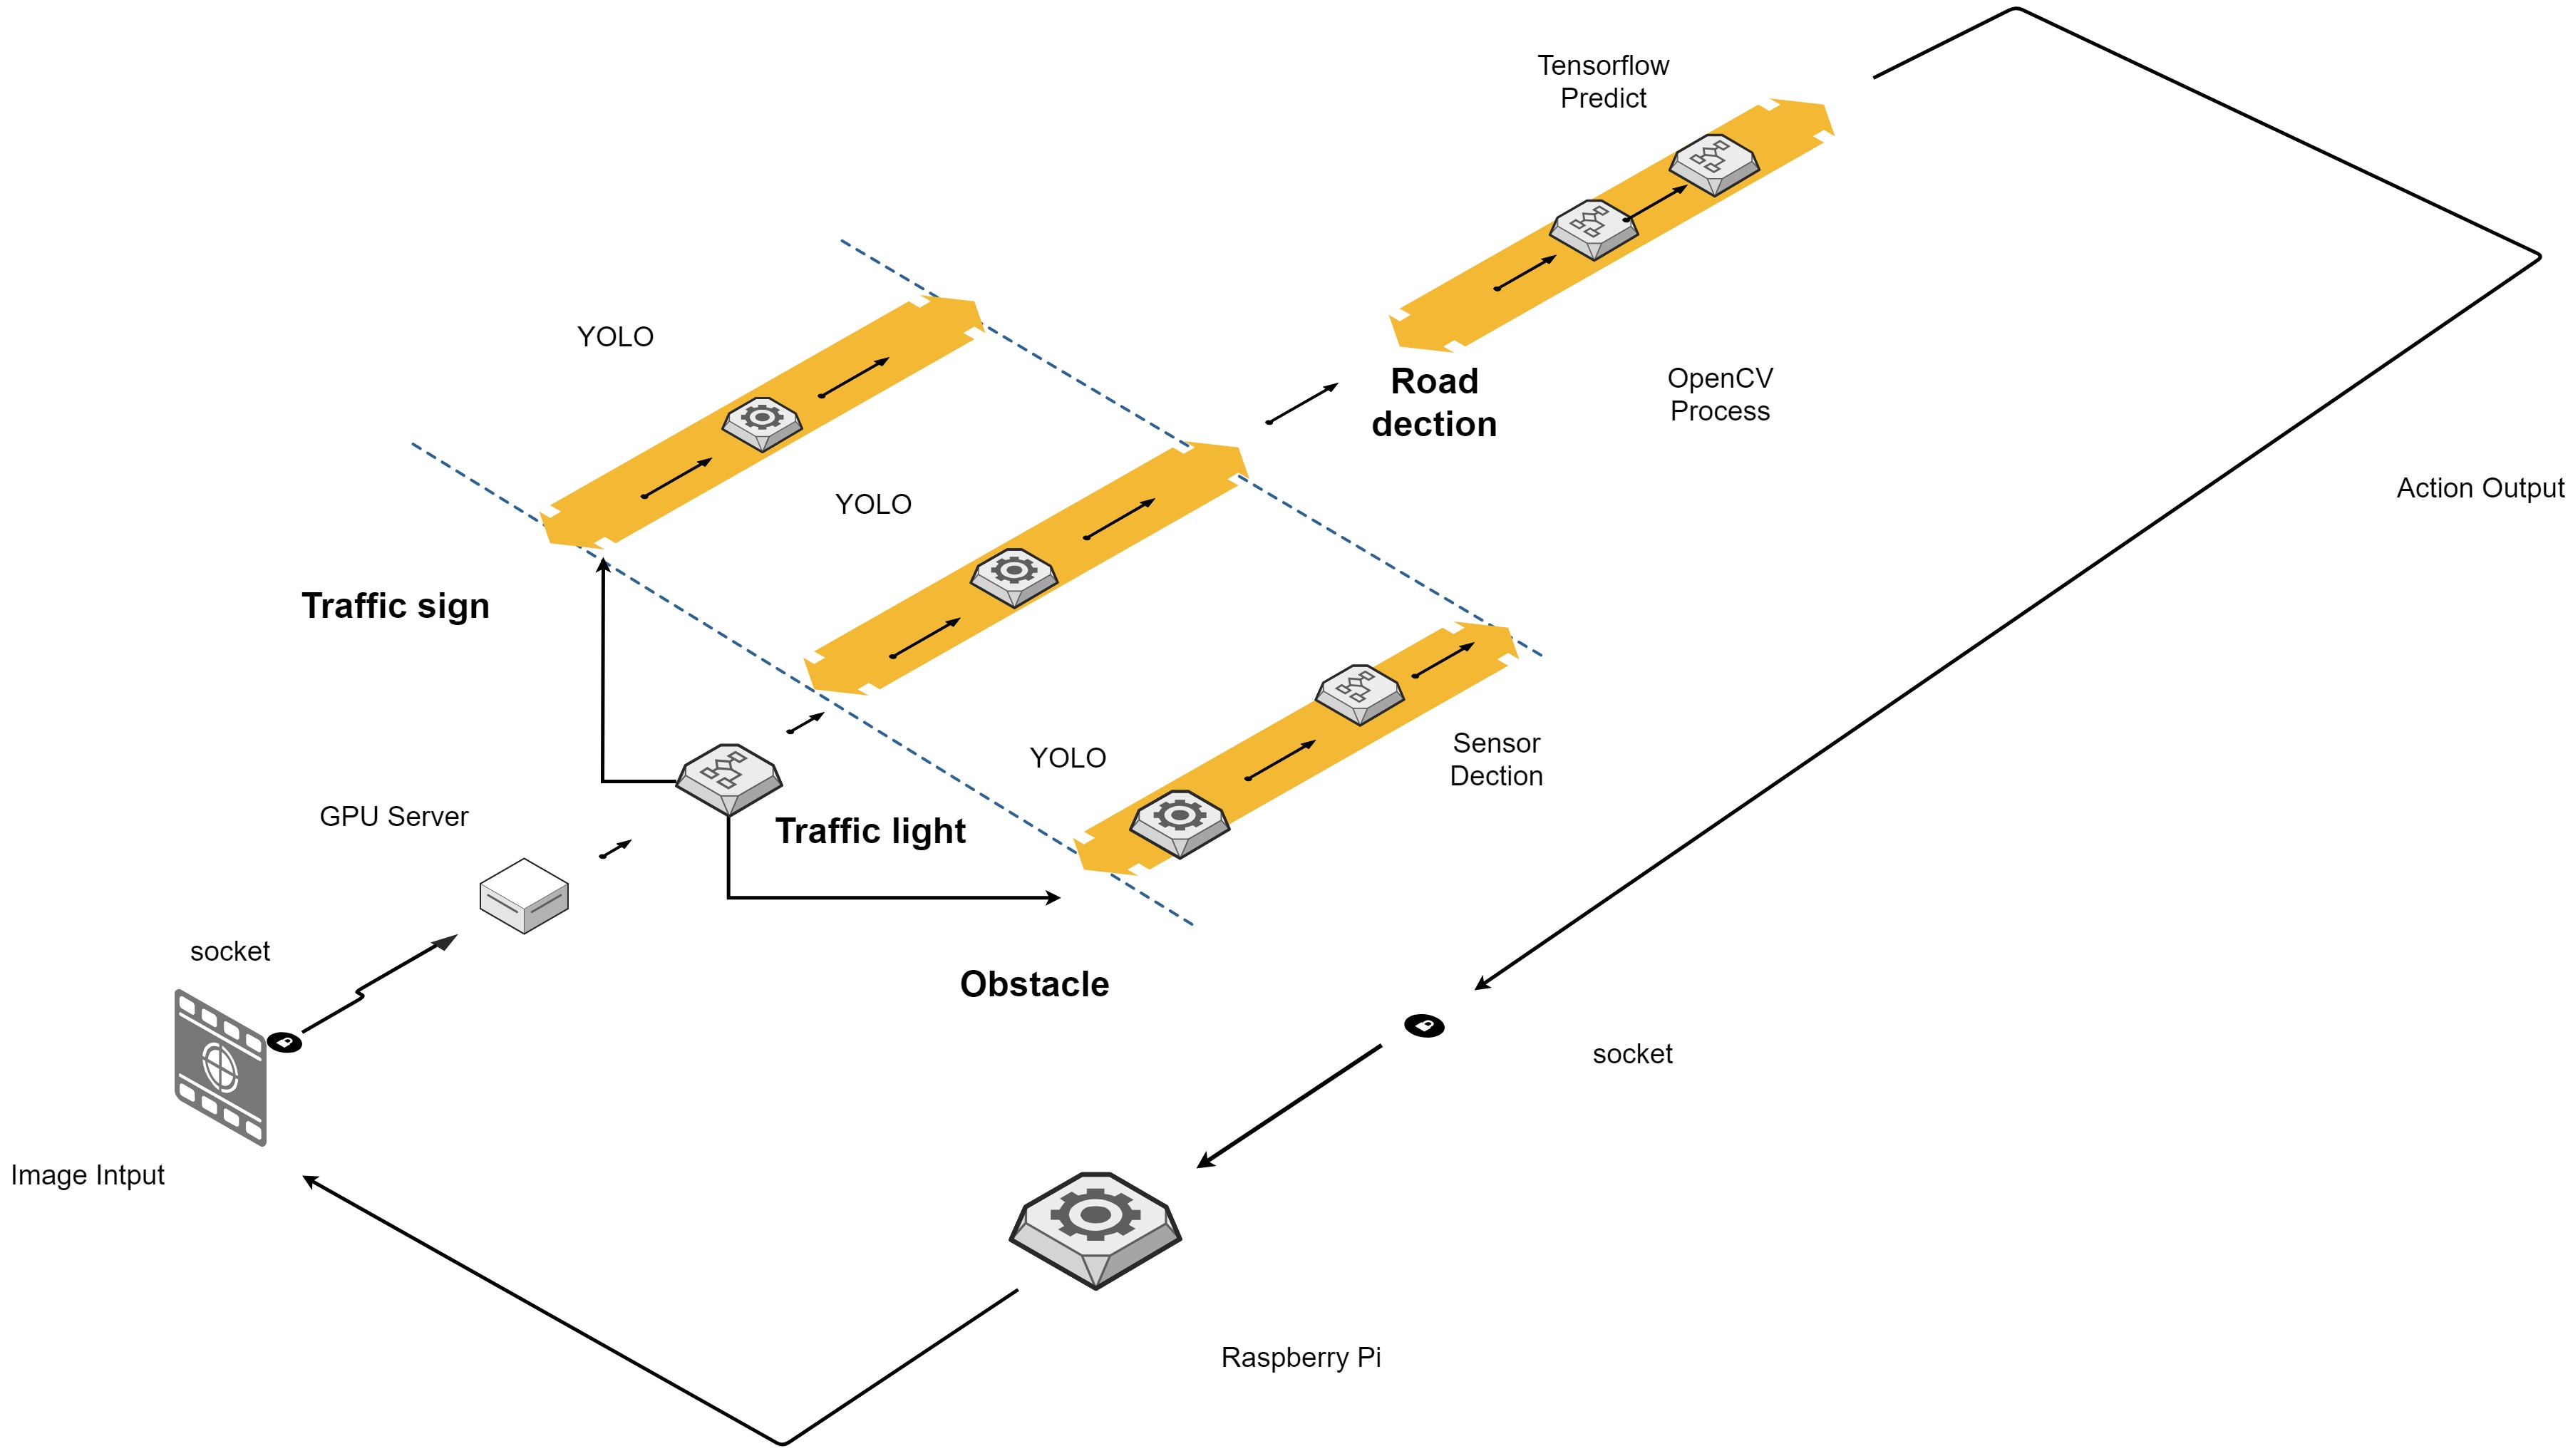 Tensorflow
Predict
YOLO
Road
dection
OpenCV
Process
Action Output
YOLO
Traffic sign
YOLO
Sensor
Dection
GPU Server
Traffic light
socket
Obstacle
socket
Image Intput
Raspberry Pi